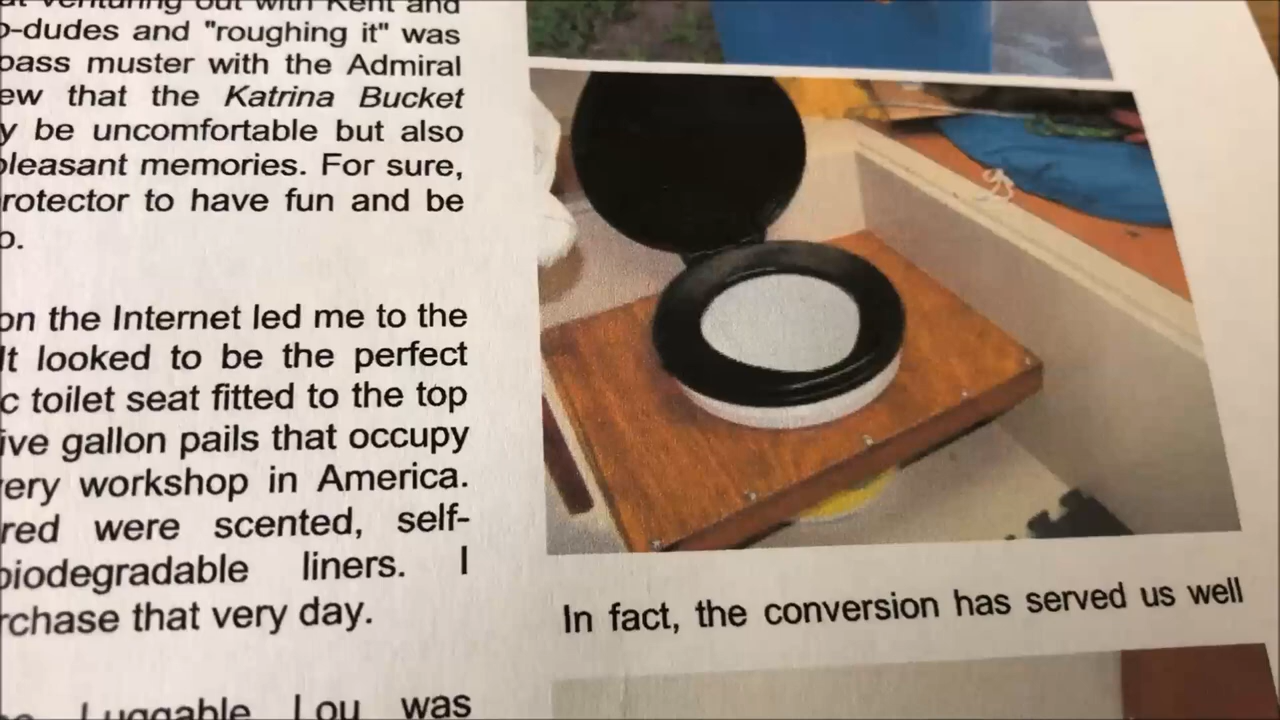 venturing out with Kent and
-dudes and "roughing it" was
pass muster with the Admiral
ew that the Katrina Bucket
y be uncomfortable but also
pleasant memories. For sure,
rotector to have fun and be
o.
on the Internet led me to the
It looked to be the perfect
c toilet seat fitted to the top
ive gallon pails that occupy
ery workshop in America.
red were scented, self-
biodegradable liners. I
rchase that very day.
Luggable Lou was
In fact, the conversion has served us well